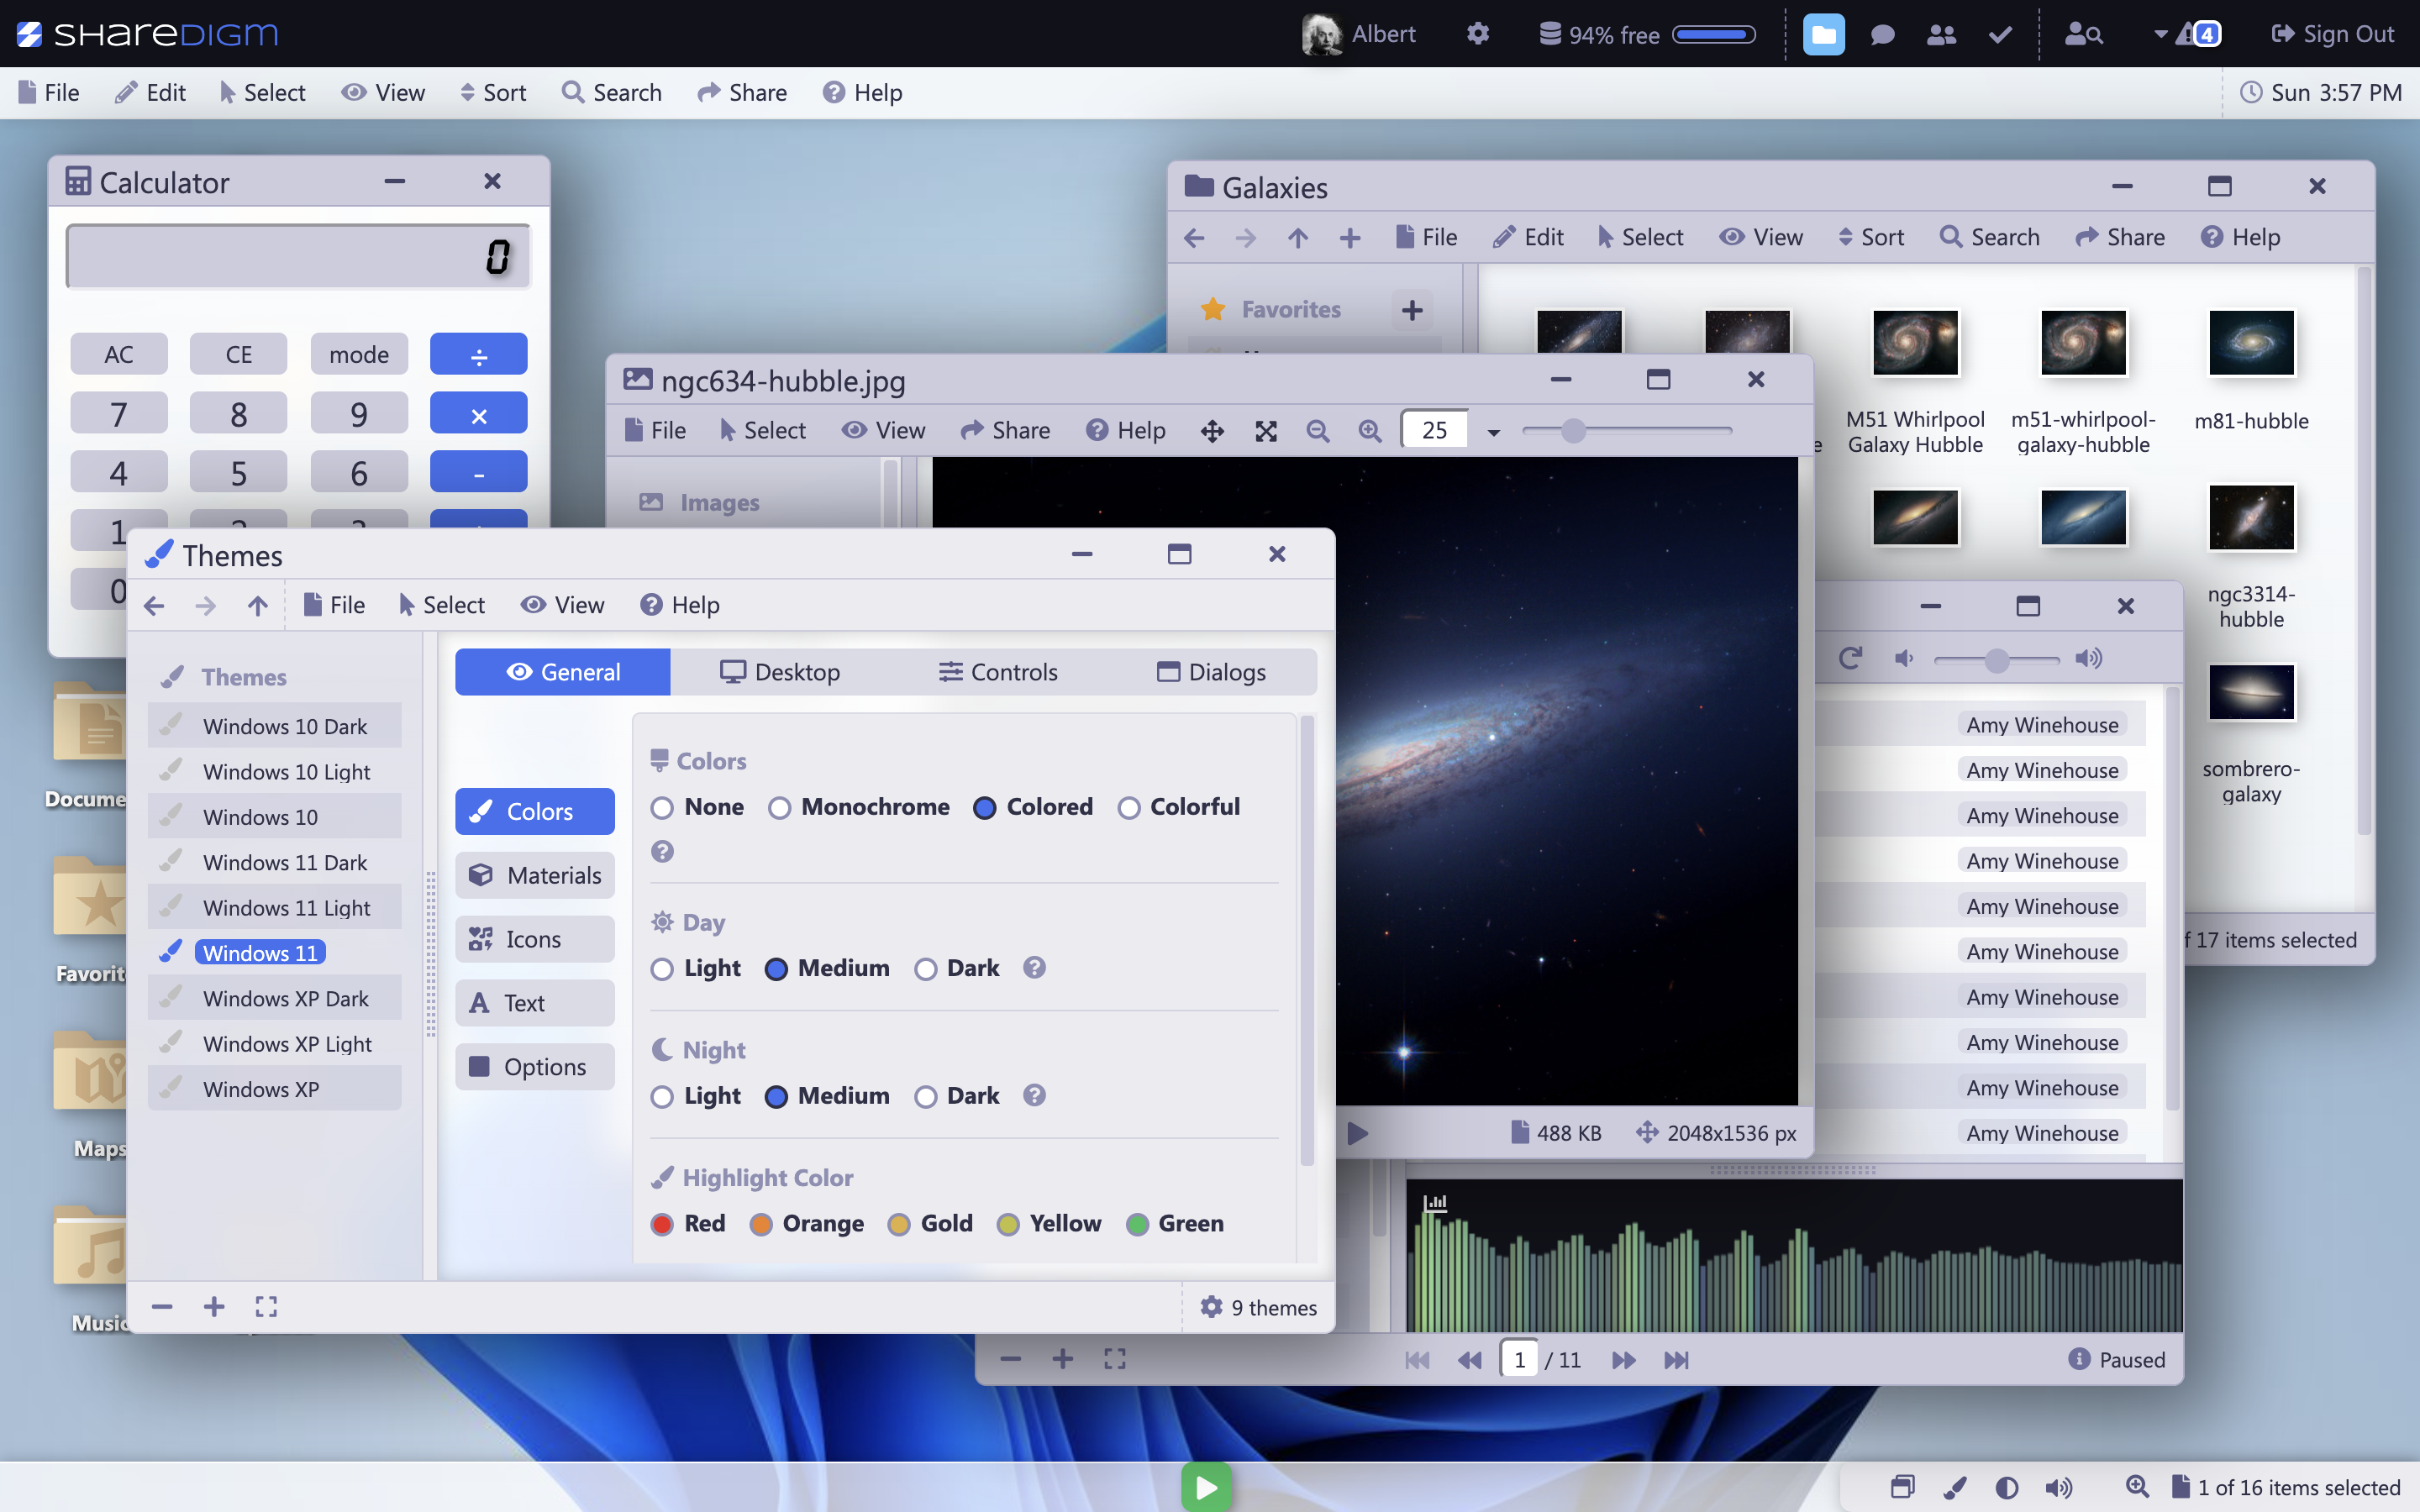 SHAREDIGM
Albert
94% free
4
Sign Out
File Edit Select View Sort Search Share Help
Sun 3:57 PM
Calculator
0
AC CE mode ÷
7 8 9 ×
4 5 6 -
1
0
Galaxies
File Edit Select View Sort Search Share Help
Favorites
M51 Whirlpool
Galaxy Hubble
m51-whirlpool-
galaxy-hubble
m81-hubble
ngc3314-
hubble
sombrero-
galaxy
17 items selected
ngc634-hubble.jpg
File Select View Share Help 25
Images
488 KB 2048x1536 px
Themes
File Select View Help
Themes
Windows 10 Dark
Windows 10 Light
Windows 10
Windows 11 Dark
Windows 11 Light
Windows 11
Windows XP Dark
Windows XP Light
Windows XP
General Desktop Controls Dialogs
Colors
Materials
Icons
Text
Options
Colors
None Monochrome Colored Colorful
Day
Light Medium Dark
Night
Light Medium Dark
Highlight Color
Red Orange Gold Yellow Green
9 themes
Amy Winehouse
Amy Winehouse
Amy Winehouse
Amy Winehouse
Amy Winehouse
Amy Winehouse
Amy Winehouse
Amy Winehouse
Amy Winehouse
Amy Winehouse
1 / 11
Paused
Docume
Favorit
Maps
Music
1 of 16 items selected